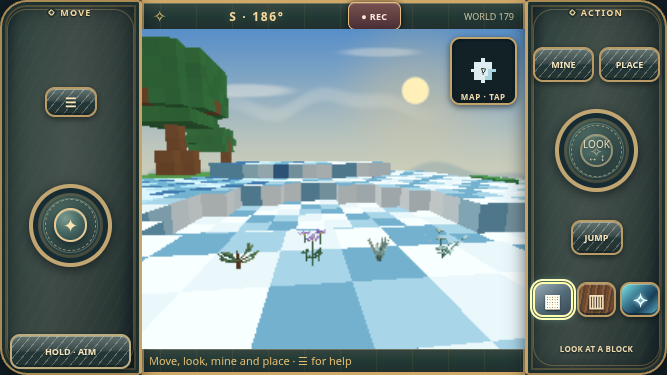 MOVE
S · 186°
● REC
WORLD 179
ACTION
MINE
PLACE
MAP · TAP
LOOK
JUMP
HOLD · AIM
LOOK AT A BLOCK
Move, look, mine and place · ☰ for help